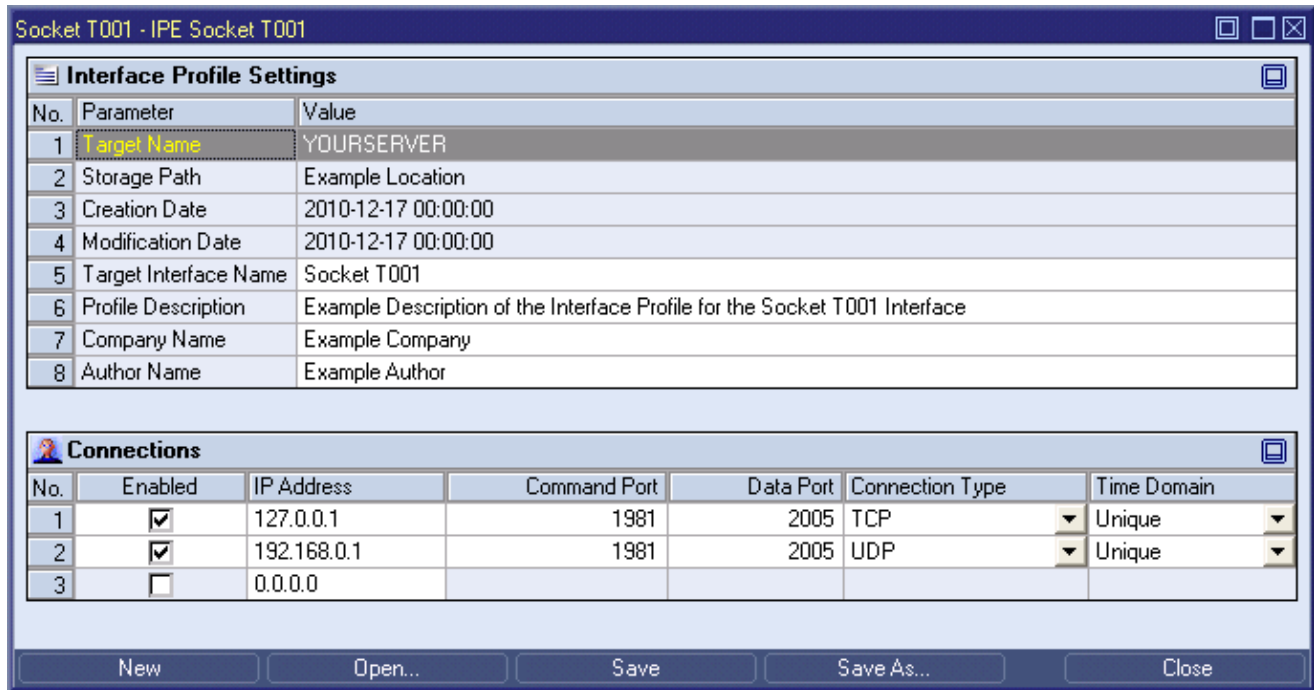 Socket T001 - IPE Socket T001
Interface Profile Settings
No. Parameter Value
1 Target Name YOURSERVER
2 Storage Path Example Location
3 Creation Date 2010-12-17 00:00:00
4 Modification Date 2010-12-17 00:00:00
5 Target Interface Name Socket T001
6 Profile Description Example Description of the Interface Profile for the Socket T001 Interface
7 Company Name Example Company
8 Author Name Example Author
Connections
No. Enabled IP Address Command Port Data Port Connection Type Time Domain
1 127.0.0.1 1981 2005 TCP Unique
2 192.168.0.1 1981 2005 UDP Unique
3 0.0.0.0
New Open... Save Save As... Close